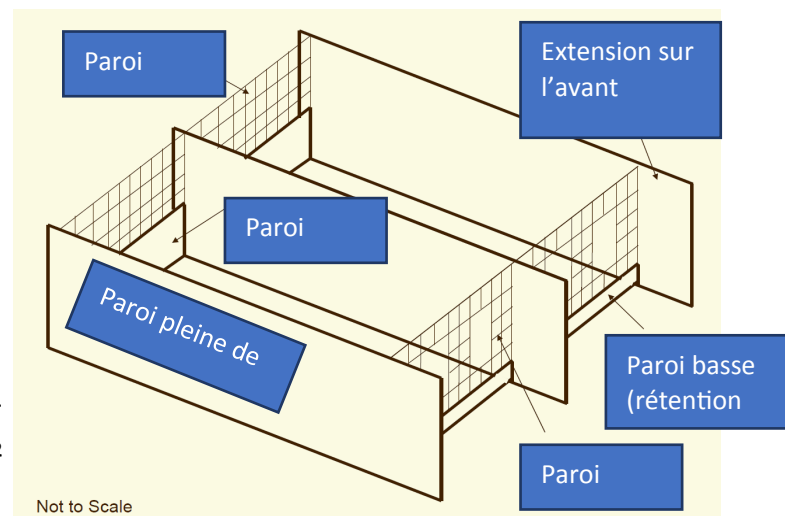 Paroi
Extension sur
l'avant
Paroi
Paroi pleine de
Paroi basse
(rétention
Paroi
Not to Scale